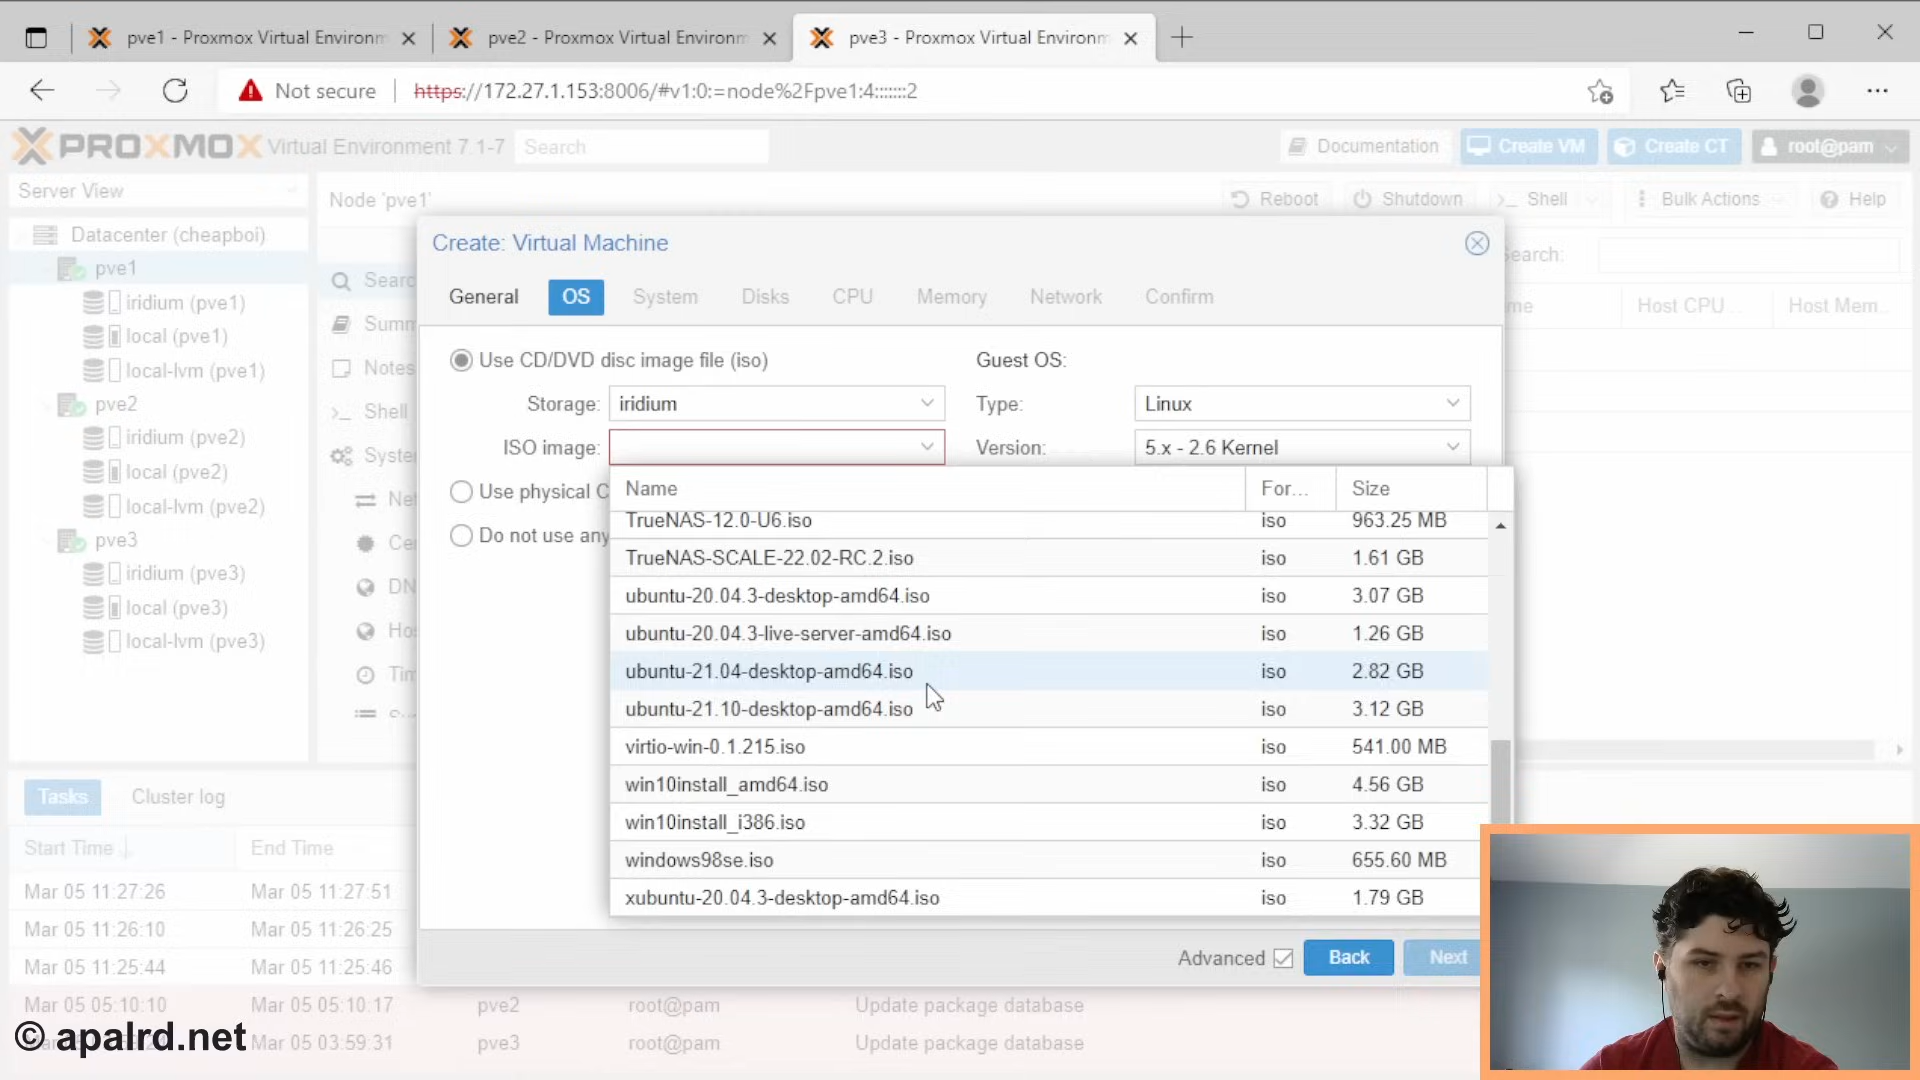 pve1 - Proxmox Virtual Environm
pve2 - Proxmox Virtual Environm
pve3 - Proxmox Virtual Environm
Not secure
https://172.27.1.153:8006/#v1:0:=node%2Fpve1:4:::::::2
PROXMOX Virtual Environment 7.1-7
Search
Documentation
Create VM
Create CT
root@pam
Server View
Node 'pve1'
Reboot
Shutdown
Shell
Bulk Actions
Help
Datacenter (cheapboi)
pve1
iridium (pve1)
local (pve1)
local-lvm (pve1)
pve2
iridium (pve2)
local (pve2)
local-lvm (pve2)
pve3
iridium (pve3)
local (pve3)
local-lvm (pve3)
Notes
Shell
Host CPU...
Host Mem...
Create: Virtual Machine
General
OS
System
Disks
CPU
Memory
Network
Confirm
Use CD/DVD disc image file (iso)
Storage: iridium
ISO image:
Use physical C
Do not use any
Guest OS:
Type: Linux
Version: 5.x - 2.6 Kernel
Name For... Size
TrueNAS-12.0-U6.iso iso 963.25 MB
TrueNAS-SCALE-22.02-RC.2.iso iso 1.61 GB
ubuntu-20.04.3-desktop-amd64.iso iso 3.07 GB
ubuntu-20.04.3-live-server-amd64.iso iso 1.26 GB
ubuntu-21.04-desktop-amd64.iso iso 2.82 GB
ubuntu-21.10-desktop-amd64.iso iso 3.12 GB
virtio-win-0.1.215.iso iso 541.00 MB
win10install_amd64.iso iso 4.56 GB
win10install_i386.iso iso 3.32 GB
windows98se.iso iso 655.60 MB
xubuntu-20.04.3-desktop-amd64.iso iso 1.79 GB
Advanced
Back
Next
Tasks
Cluster log
Start Time End Time
Mar 05 11:27:26 Mar 05 11:27:51
Mar 05 11:26:10 Mar 05 11:26:25
Mar 05 11:25:44 Mar 05 11:25:46
Mar 05 05:10:10 Mar 05 05:10:17 pve2 root@pam Update package database
Mar 05 03:59:31 pve3 root@pam Update package database
© apalrd.net